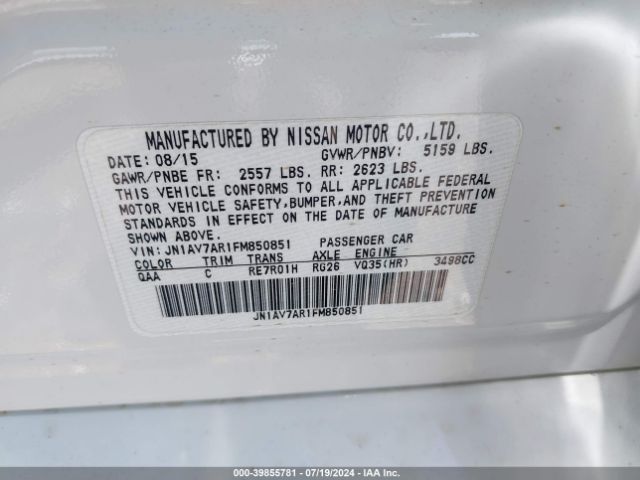 MANUFACTURED BY NISSAN MOTOR CO.,LTD.
DATE: 08/15 GVWR/PNBV: 5159 LBS.
GAWR/PNBE FR: 2557 LBS. RR: 2623 LBS.
THIS VEHICLE CONFORMS TO ALL APPLICABLE FEDERAL
MOTOR VEHICLE SAFETY,BUMPER,AND THEFT PREVENTION
STANDARDS IN EFFECT ON THE DATE OF MANUFACTURE
SHOWN ABOVE.
VIN: JN1AV7AR1FM850851 PASSENGER CAR
COLOR TRIM TRANS AXLE ENGINE
QAA C RE7R01H RG26 VQ35(HR) 3498CC
JN1AV7AR1FM850851
000-39855781 / 07/19/2024 - IAA Inc.